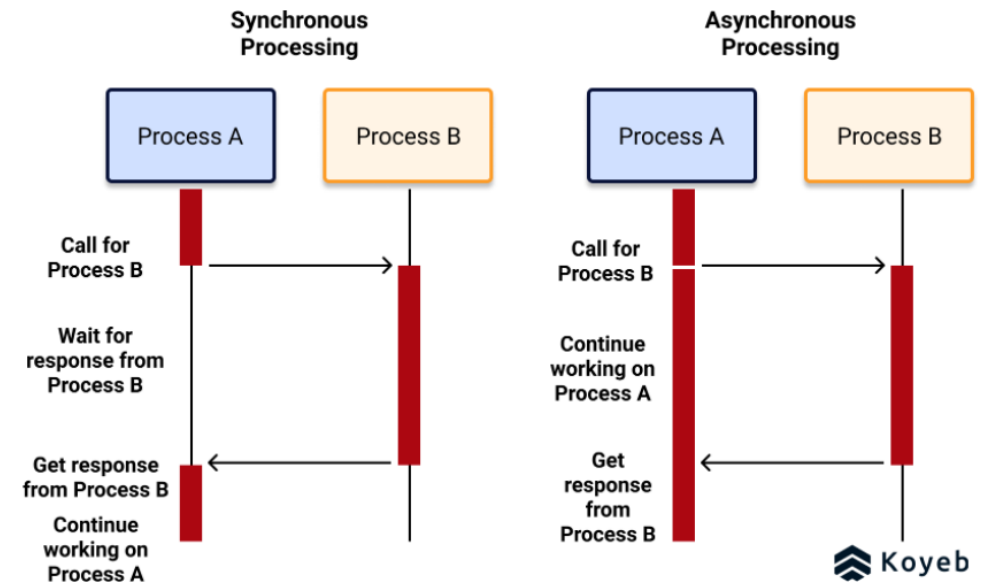 Synchronous
Processing
Process A
Process B
Call for
Process B
Wait for
response from
Process B
Get response
from Process B
Continue
working on
Process A
Asynchronous
Processing
Process A
Process B
Call for
Process B
Continue
working on
Process A
Get
response
from
Process B
Koyeb